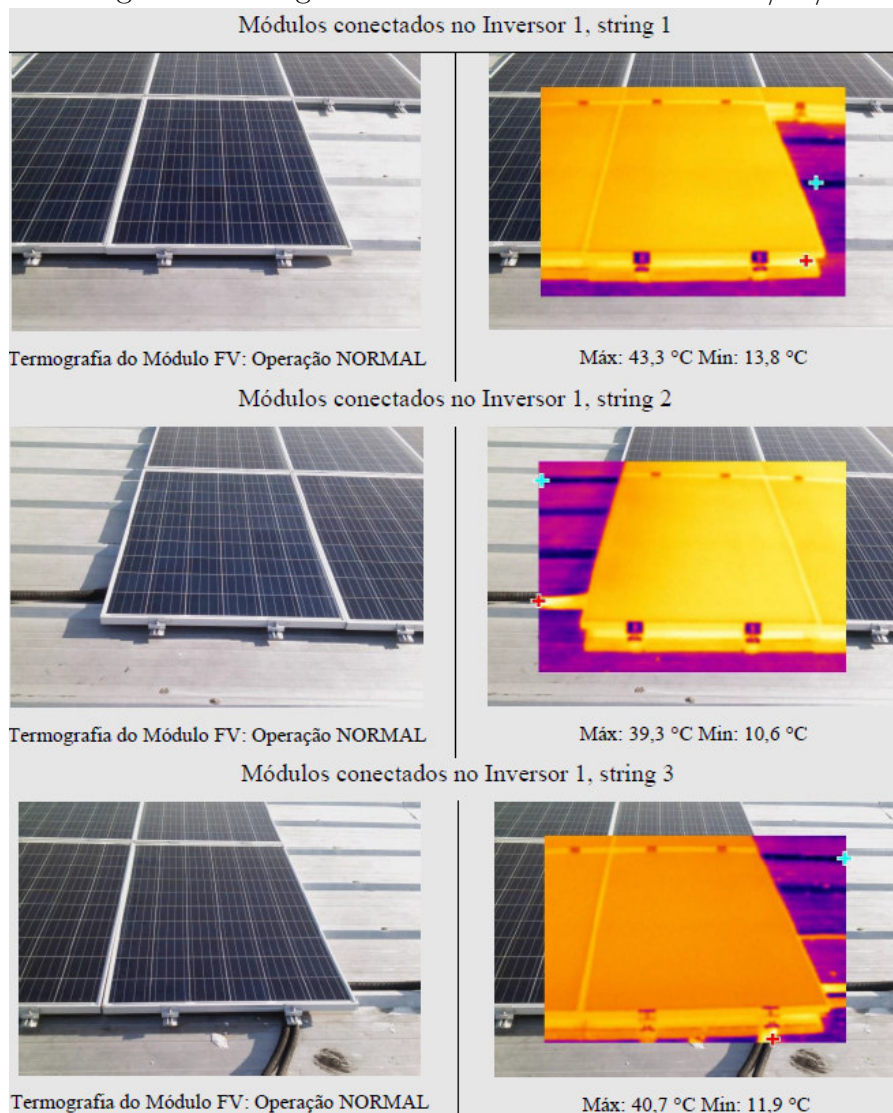 Módulos conectados no Inversor 1, string 1
Termografía do Módulo FV: Operação NORMAL
Máx: 43,3 °C Min: 13,8 °C
Módulos conectados no Inversor 1, string 2
Termografía do Módulo FV: Operação NORMAL
Máx: 39,3 °C Min: 10,6 °C
Módulos conectados no Inversor 1, string 3
Termografía do Módulo FV: Operação NORMAL
Máx: 40,7 °C Min: 11,9 °C